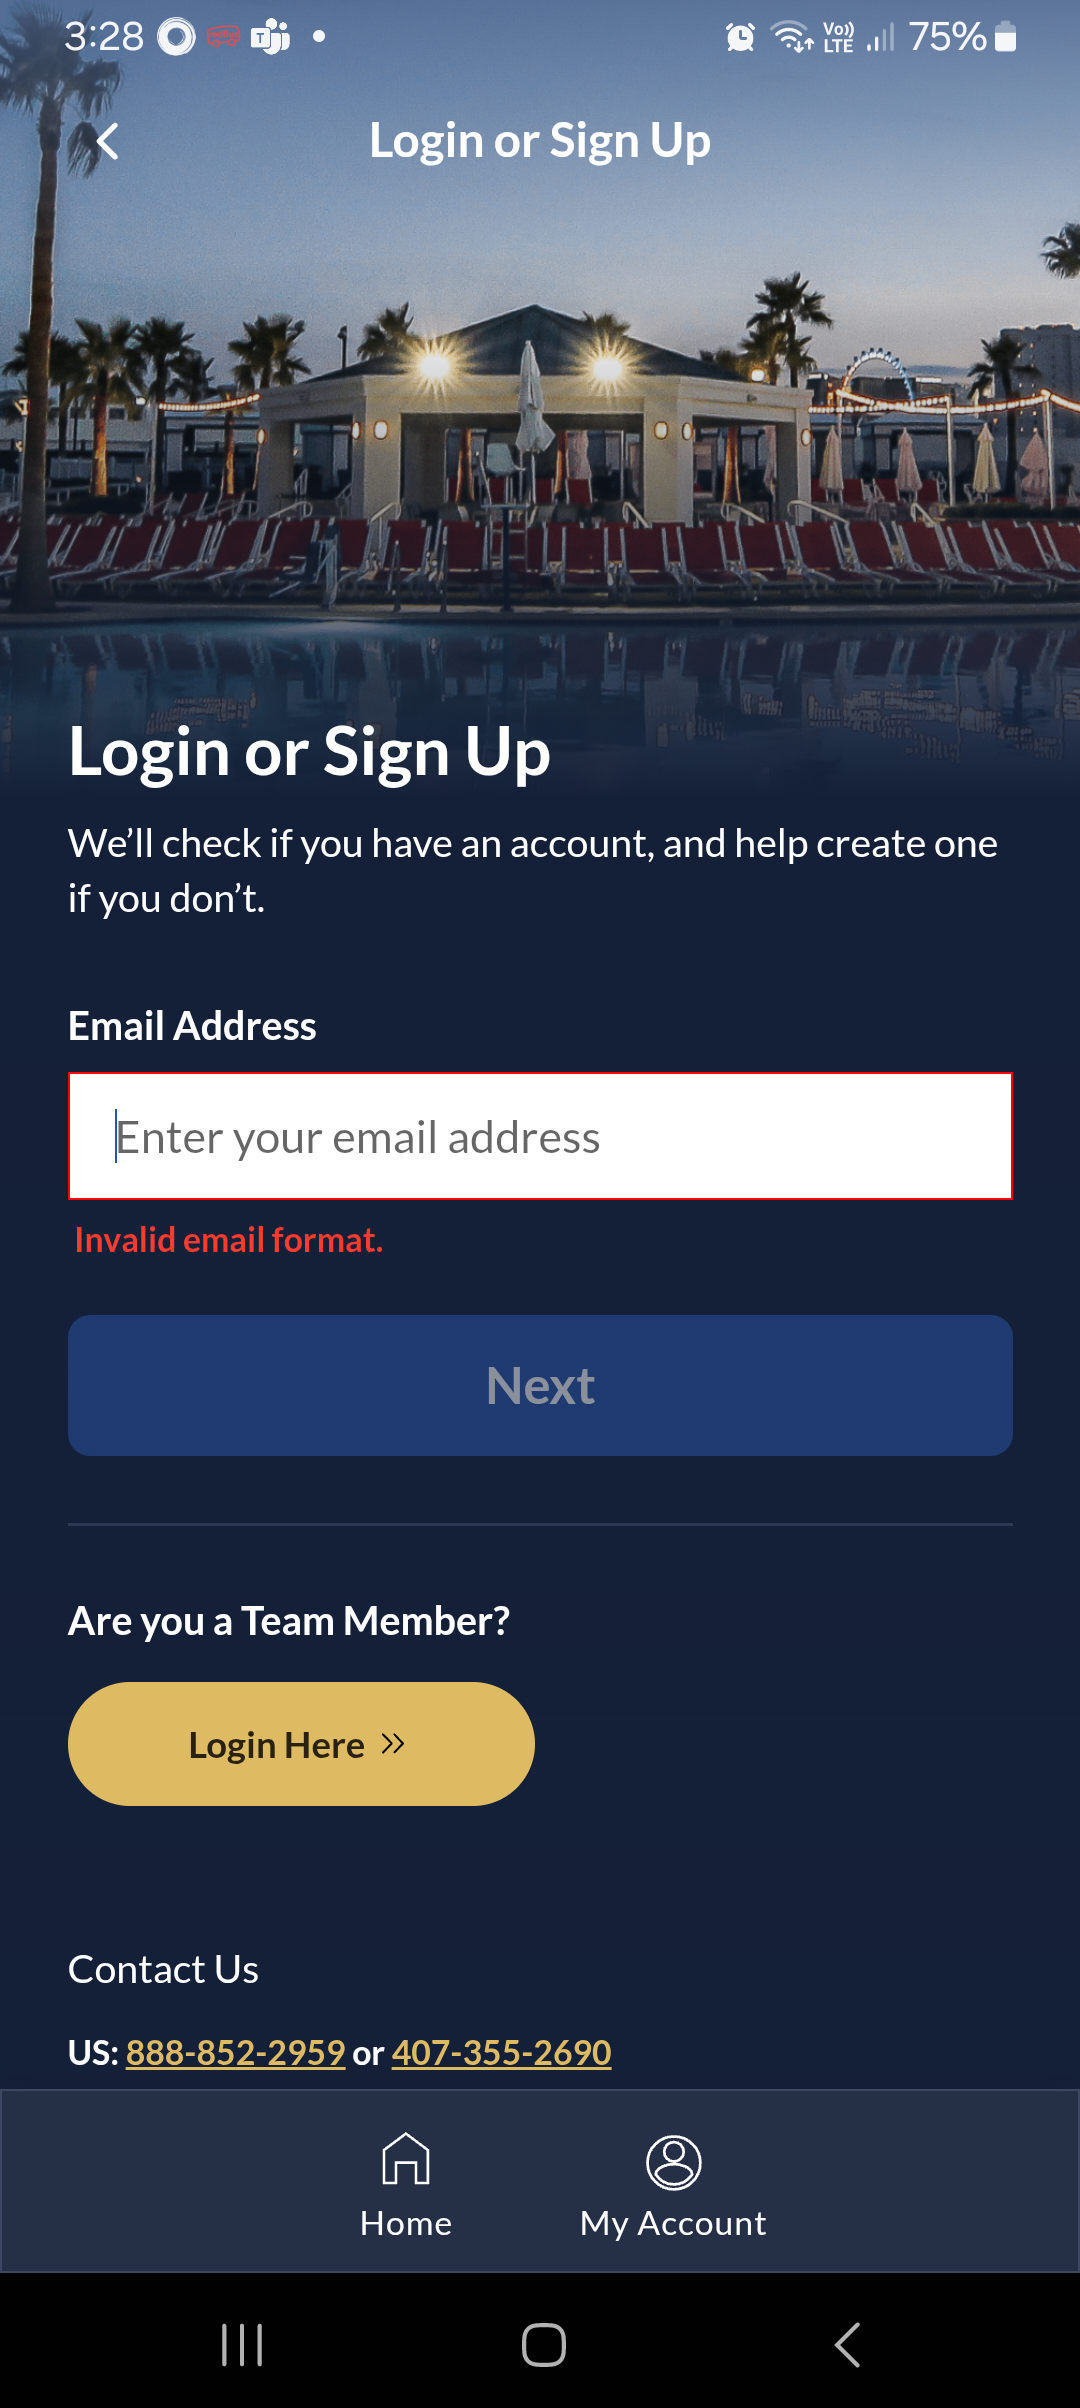 3:28
T
Vo)) LTE
75%
Login or Sign Up
Login or Sign Up
We’ll check if you have an account, and help create one
if you don’t.
Email Address
Enter your email address
Invalid email format.
Next
Are you a Team Member?
Login Here
Contact Us
US: 888-852-2959 or 407-355-2690
Home
My Account